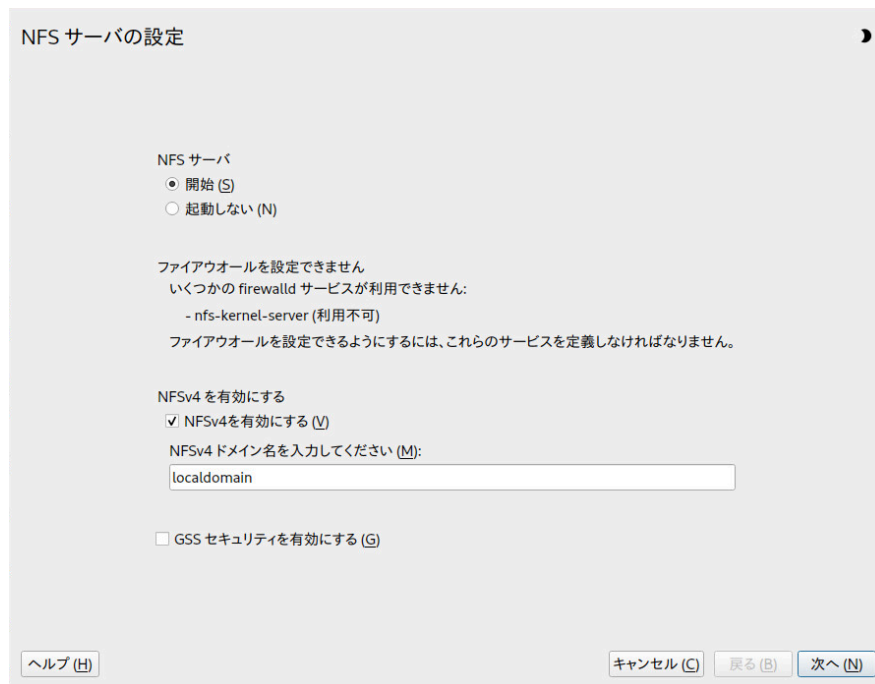 NFS サーバの設定
NFS サーバ
開始 (S)
起動しない (N)
ファイアウオールを設定できません
いくつかの firewalld サービスが利用できません:
- nfs-kernel-server (利用不可)
ファイアウオールを設定できるようにするには、これらのサービスを定義しなければなりません。
NFSv4 を有効にする
NFSv4を有効にする (V)
NFSv4 ドメイン名を入力してください (M):
localdomain
GSS セキュリティを有効にする (G)
ヘルプ (H) キャンセル (C) 戻る (B) 次へ (N)